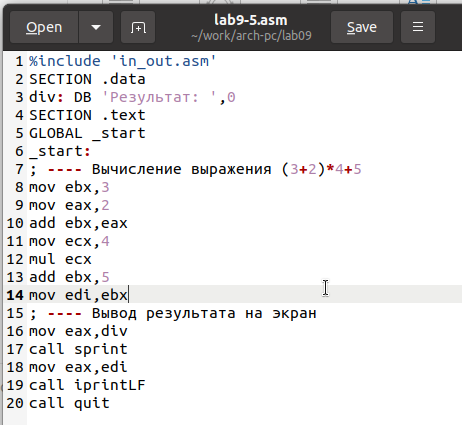 Open
lab9-5.asm
~/work/arch-pc/lab09
Save
1 %include 'in_out.asm'
2 SECTION .data
3 div: DB 'Результат: ',0
4 SECTION .text
5 GLOBAL _start
6 _start:
7 ; ---- Вычисление выражения (3+2)*4+5
8 mov ebx,3
9 mov eax,2
10 add ebx,eax
11 mov ecx,4
12 mul ecx
13 add ebx,5
14 mov edi,ebx
15 ; ---- Вывод результата на экран
16 mov eax,div
17 call sprint
18 mov eax,edi
19 call iprintLF
20 call quit